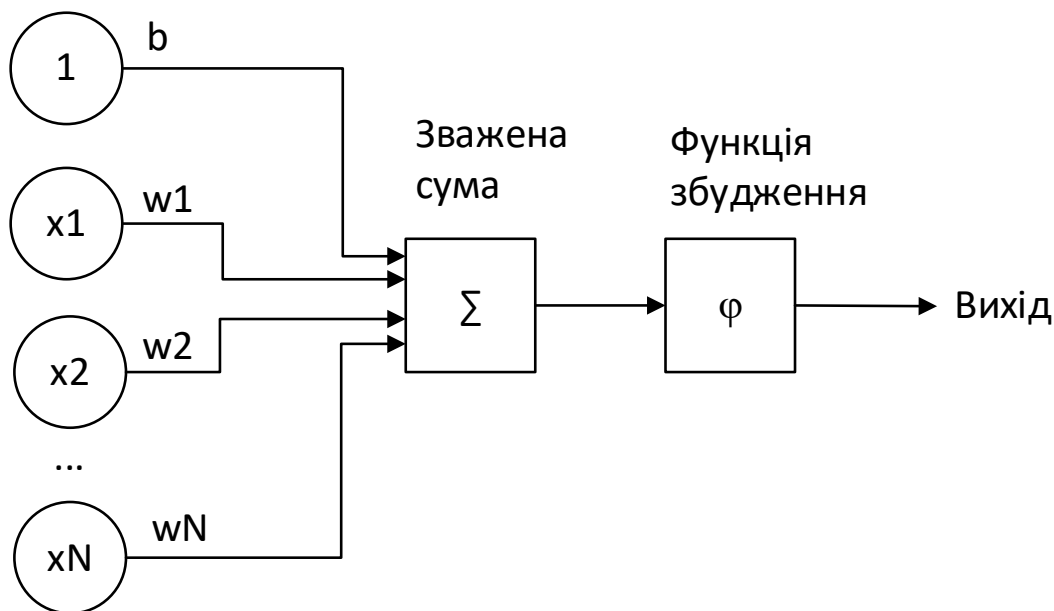 b
1
Зважена
сума
Функція
збудження
w1
x1
∑
φ
Вихід
w2
x2
...
wN
xN